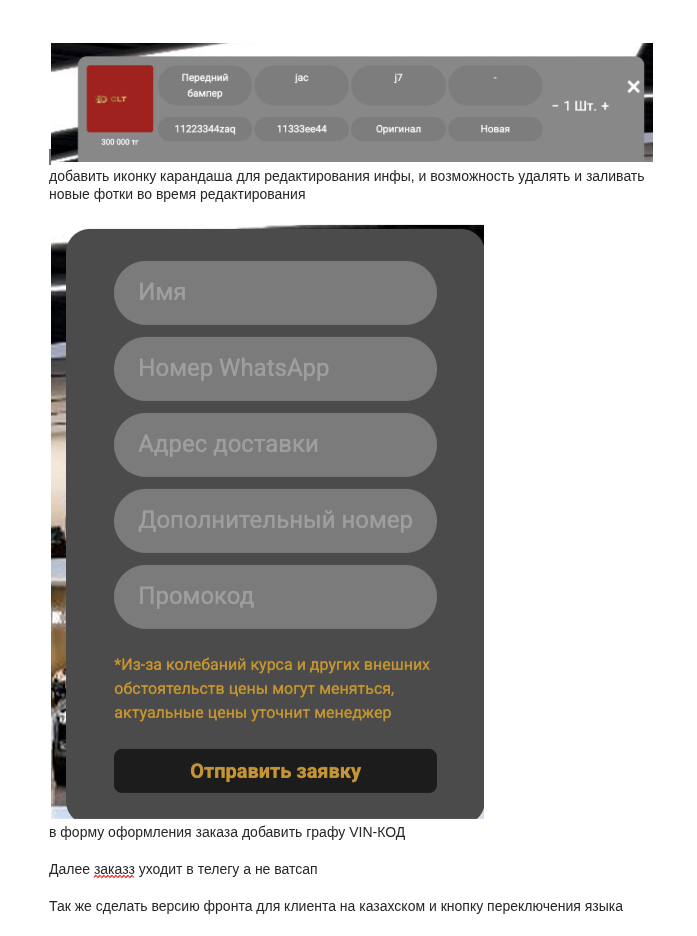 Передний
бампер
jac
j7
-
CLT
11223344zaq
11333ee44
Оригинал
Новая
− 1 Шт. +
×
300 000 тг
добавить иконку карандаша для редактирования инфы, и возможность удалять и заливать
новые фотки во время редактирования
Имя
Номер WhatsApp
Адрес доставки
Дополнительный номер
Промокод
*Из-за колебаний курса и других внешних
обстоятельств цены могут меняться,
актуальные цены уточнит менеджер
Отправить заявку
в форму оформления заказа добавить графу VIN-КОД
Далее заказз уходит в телегу а не ватсап
Так же сделать версию фронта для клиента на казахском и кнопку переключения языка